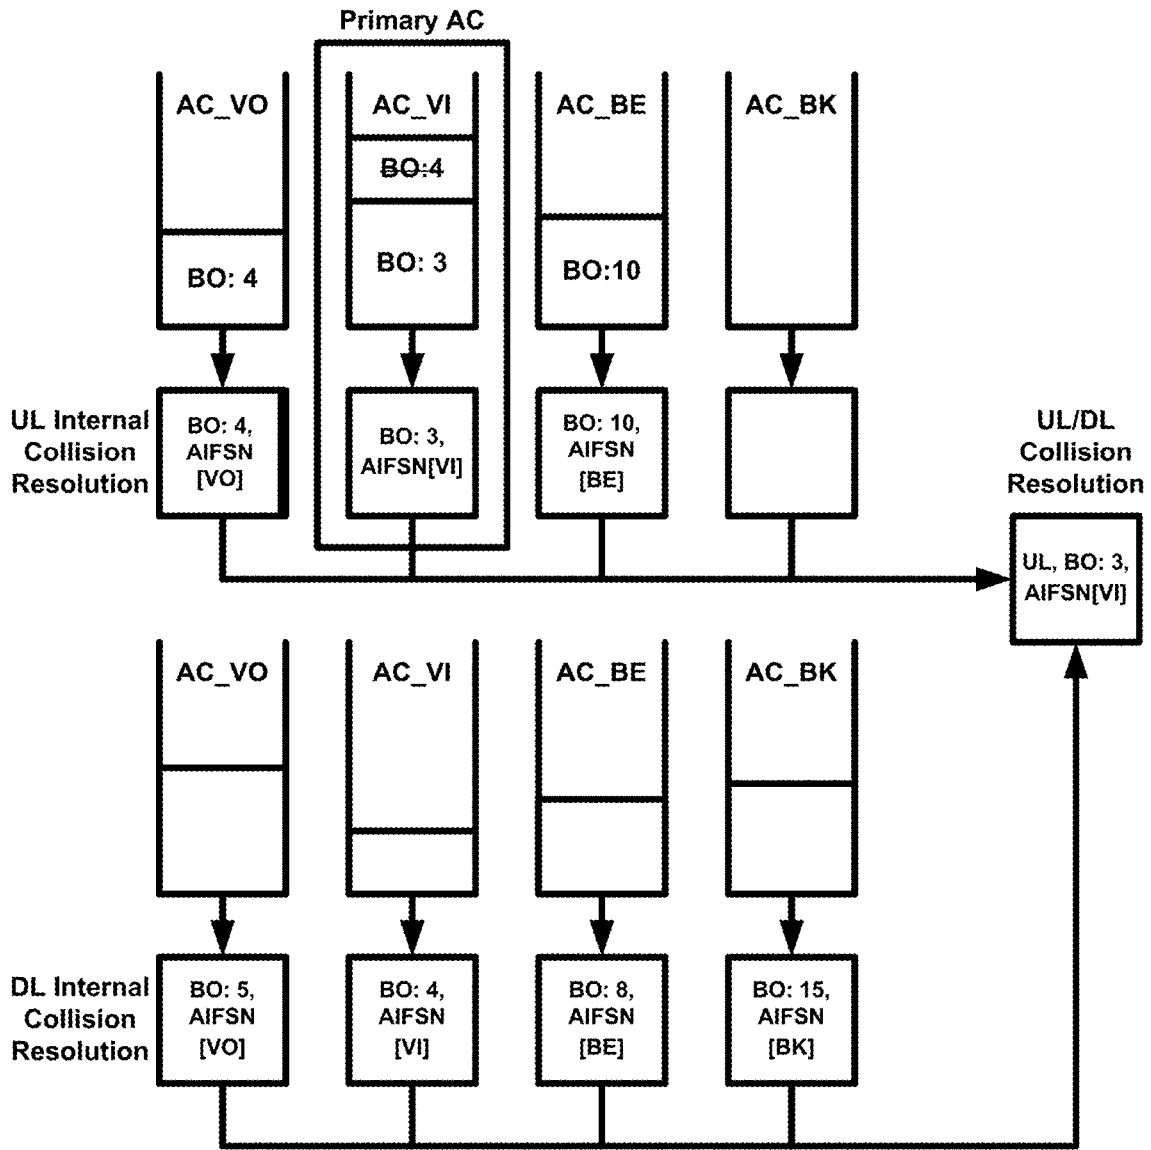 Primary AC
AC_VO
AC_VI
AC_BE
AC_BK
BO:4
BO: 4
BO: 3
BO:10
UL Internal
Collision
Resolution
BO: 4,
AIFSN
[VO]
BO: 3,
AIFSN[VI]
BO: 10,
AIFSN
[BE]
UL/DL
Collision
Resolution
UL, BO: 3,
AIFSN[VI]
AC_VO
AC_VI
AC_BE
AC_BK
DL Internal
Collision
Resolution
BO: 5,
AIFSN
[VO]
BO: 4,
AIFSN
[VI]
BO: 8,
AIFSN
[BE]
BO: 15,
AIFSN
[BK]